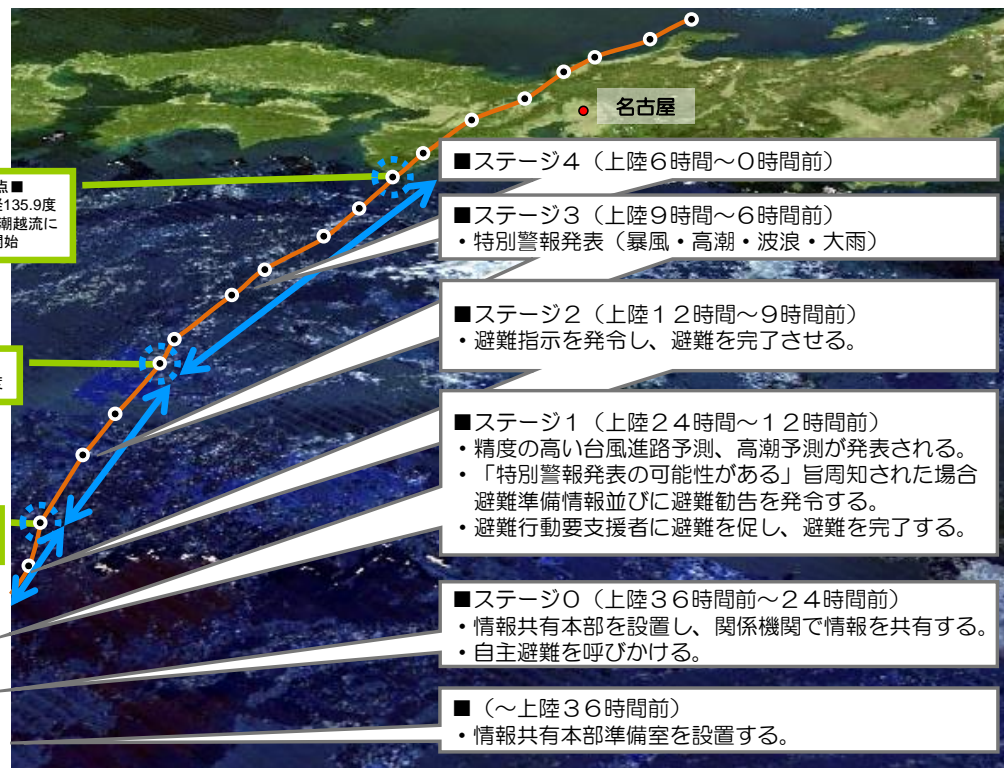 名古屋
■ステージ４（上陸６時間～０時間前）
点■
経135.9度
潮越流に
開始
■ステージ３（上陸９時間～６時間前）
・特別警報発表（暴風・高潮・波浪・大雨）
■ステージ２（上陸１２時間～９時間前）
・避難指示を発令し、避難を完了させる。
■ステージ１（上陸２４時間～１２時間前）
・精度の高い台風進路予測、高潮予測が発表される。
・「特別警報発表の可能性がある」旨周知された場合
避難準備情報並びに避難勧告を発令する。
・避難行動要支援者に避難を促し、避難を完了する。
■ステージ０（上陸３６時間前～２４時間前）
・情報共有本部を設置し、関係機関で情報を共有する。
・自主避難を呼びかける。
■（～上陸３６時間前）
・情報共有本部準備室を設置する。